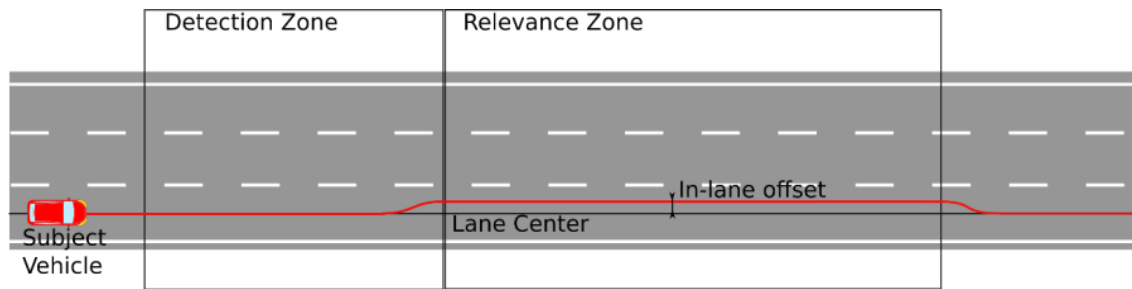 Detection Zone
Relevance Zone
In-lane offset
Lane Center
Subject
Vehicle